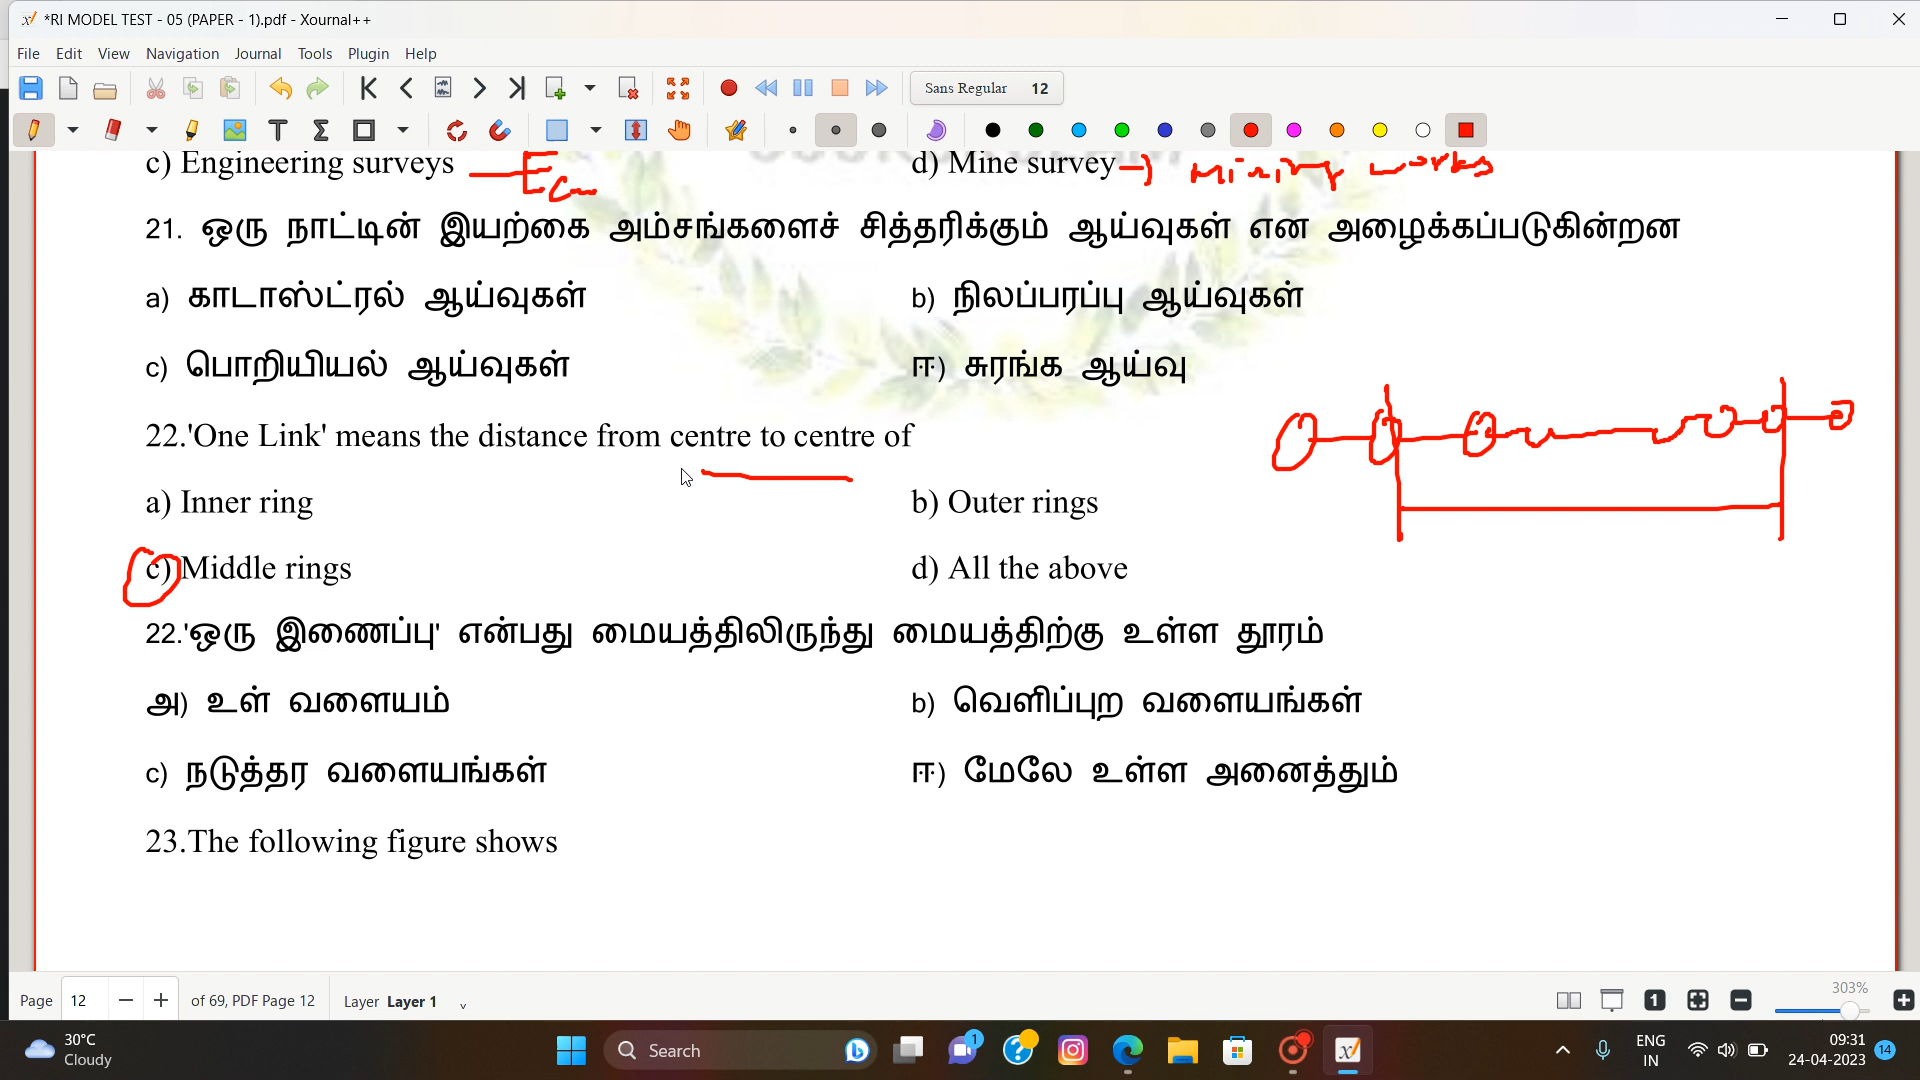 *RI MODEL TEST - 05 (PAPER - 1).pdf - Xournal++
File Edit View Navigation Journal Tools Plugin Help
Sans Regular 12
c) Engineering surveys d) Mine survey Mining works
21. ஒரு நாட்டின் இயற்கை அம்சங்களைச் சித்தரிக்கும் ஆய்வுகள் என அழைக்கப்படுகின்றன
a) காடாஸ்ட்ரல் ஆய்வுகள் b) நிலப்பரப்பு ஆய்வுகள்
c) பொறியியல் ஆய்வுகள் ஈ) சுரங்க ஆய்வு
22.'One Link' means the distance from centre to centre of
a) Inner ring b) Outer rings
c) Middle rings d) All the above
22.'ஒரு இணைப்பு' என்பது மையத்திலிருந்து மையத்திற்கு உள்ள தூரம்
அ) உள் வளையம் b) வெளிப்புற வளையங்கள்
c) நடுத்தர வளையங்கள் ஈ) மேலே உள்ள அனைத்தும்
23.The following figure shows
Page 12 of 69, PDF Page 12 Layer Layer 1 303%
30°C
Cloudy
Search
1
ENG
IN
09:31
24-04-2023
14